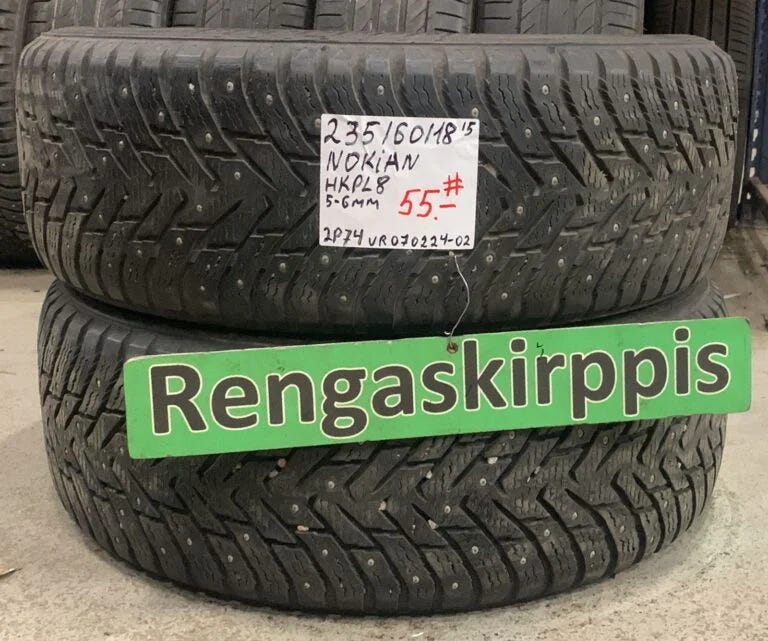 235/60/18 15
NOKIAN
HKPL8
5-6mm 55.-#
2P74 VR070224-02
Rengaskirppis